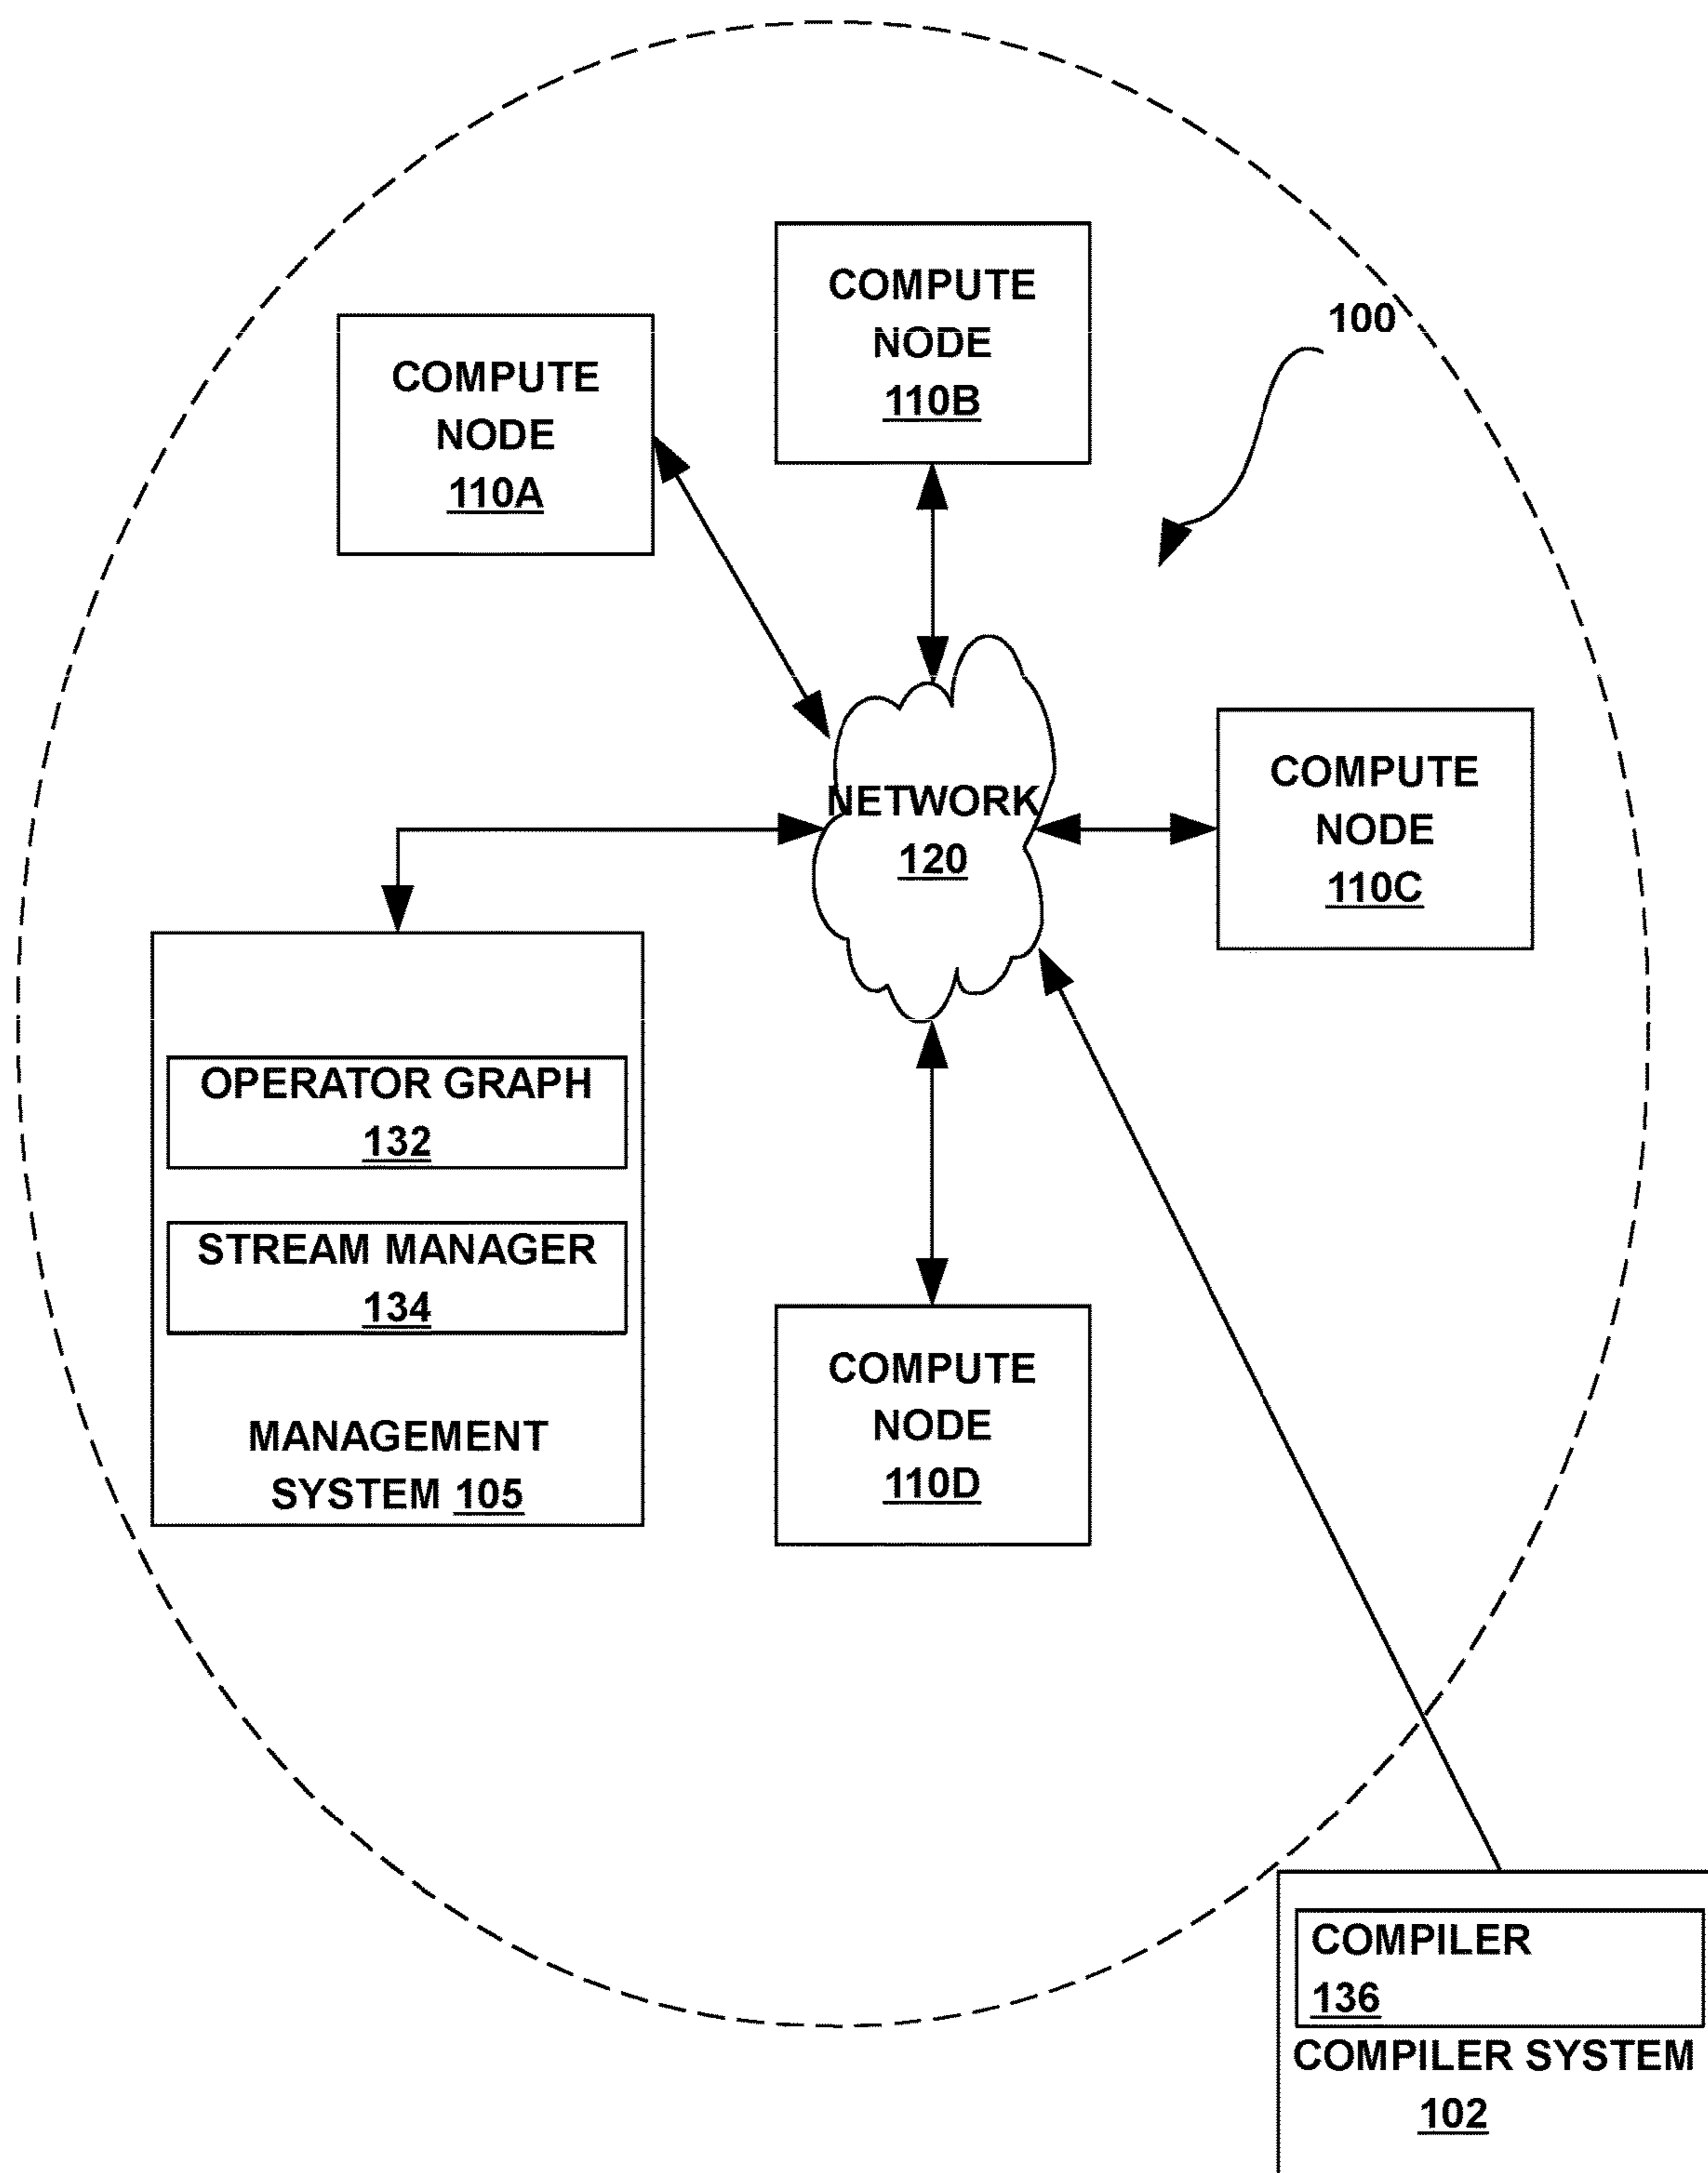 COMPUTE
NODE
110B
100
COMPUTE
NODE
110A
COMPUTE
NODE
110C
NETWORK
120
OPERATOR GRAPH
132
STREAM MANAGER
134
MANAGEMENT
SYSTEM 105
COMPUTE
NODE
110D
COMPILER
136
COMPILER SYSTEM
102